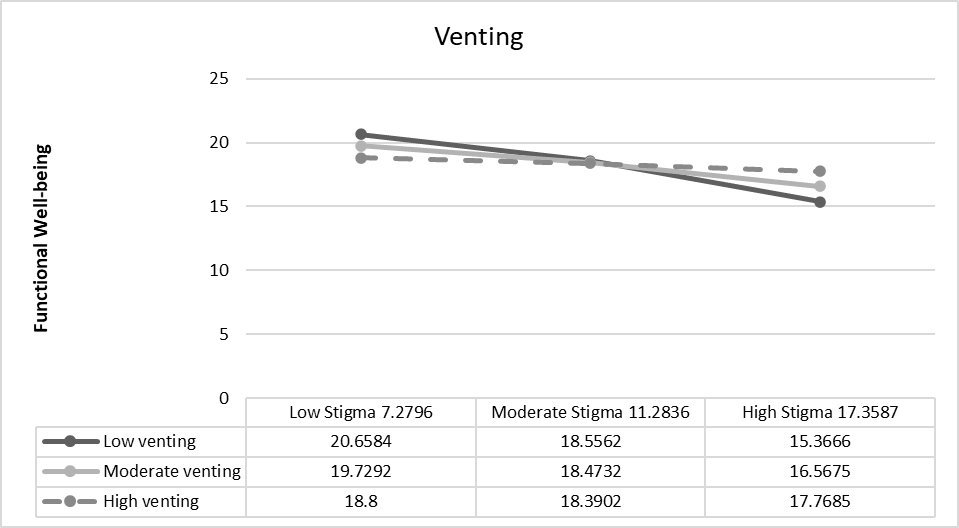 Venting
Functional Well-being
25
20
15
10
5
0
Low Stigma 7.2796 Moderate Stigma 11.2836 High Stigma 17.3587
Low venting 20.6584 18.5562 15.3666
Moderate venting 19.7292 18.4732 16.5675
High venting 18.8 18.3902 17.7685